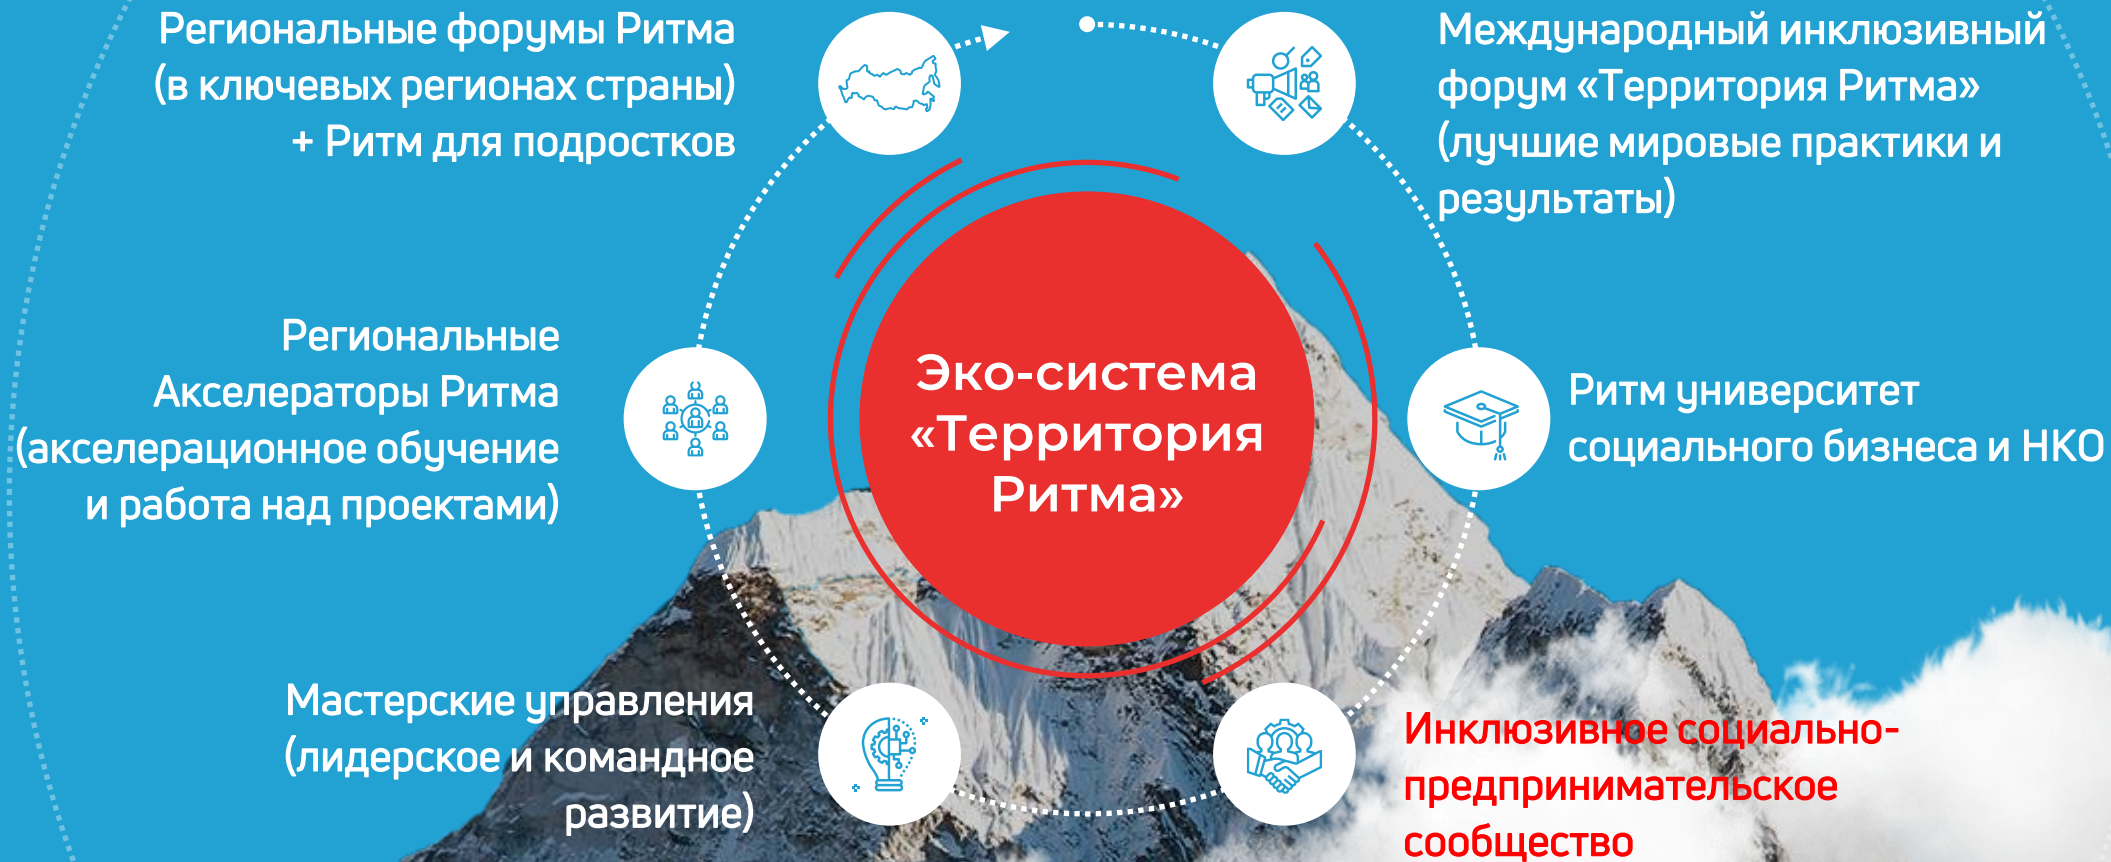 Региональные форумы Ритма
(в ключевых регионах страны)
+ Ритм для подростков
Международный инклюзивный
форум «Территория Ритма»
(лучшие мировые практики и
результаты)
Региональные
Акселераторы Ритма
(акселерационное обучение
и работа над проектами)
Эко-система
«Территория
Ритма»
Ритм университет
социального бизнеса и НКО
Мастерские управления
(лидерское и командное
развитие)
Инклюзивное социально-
предпринимательское
сообщество